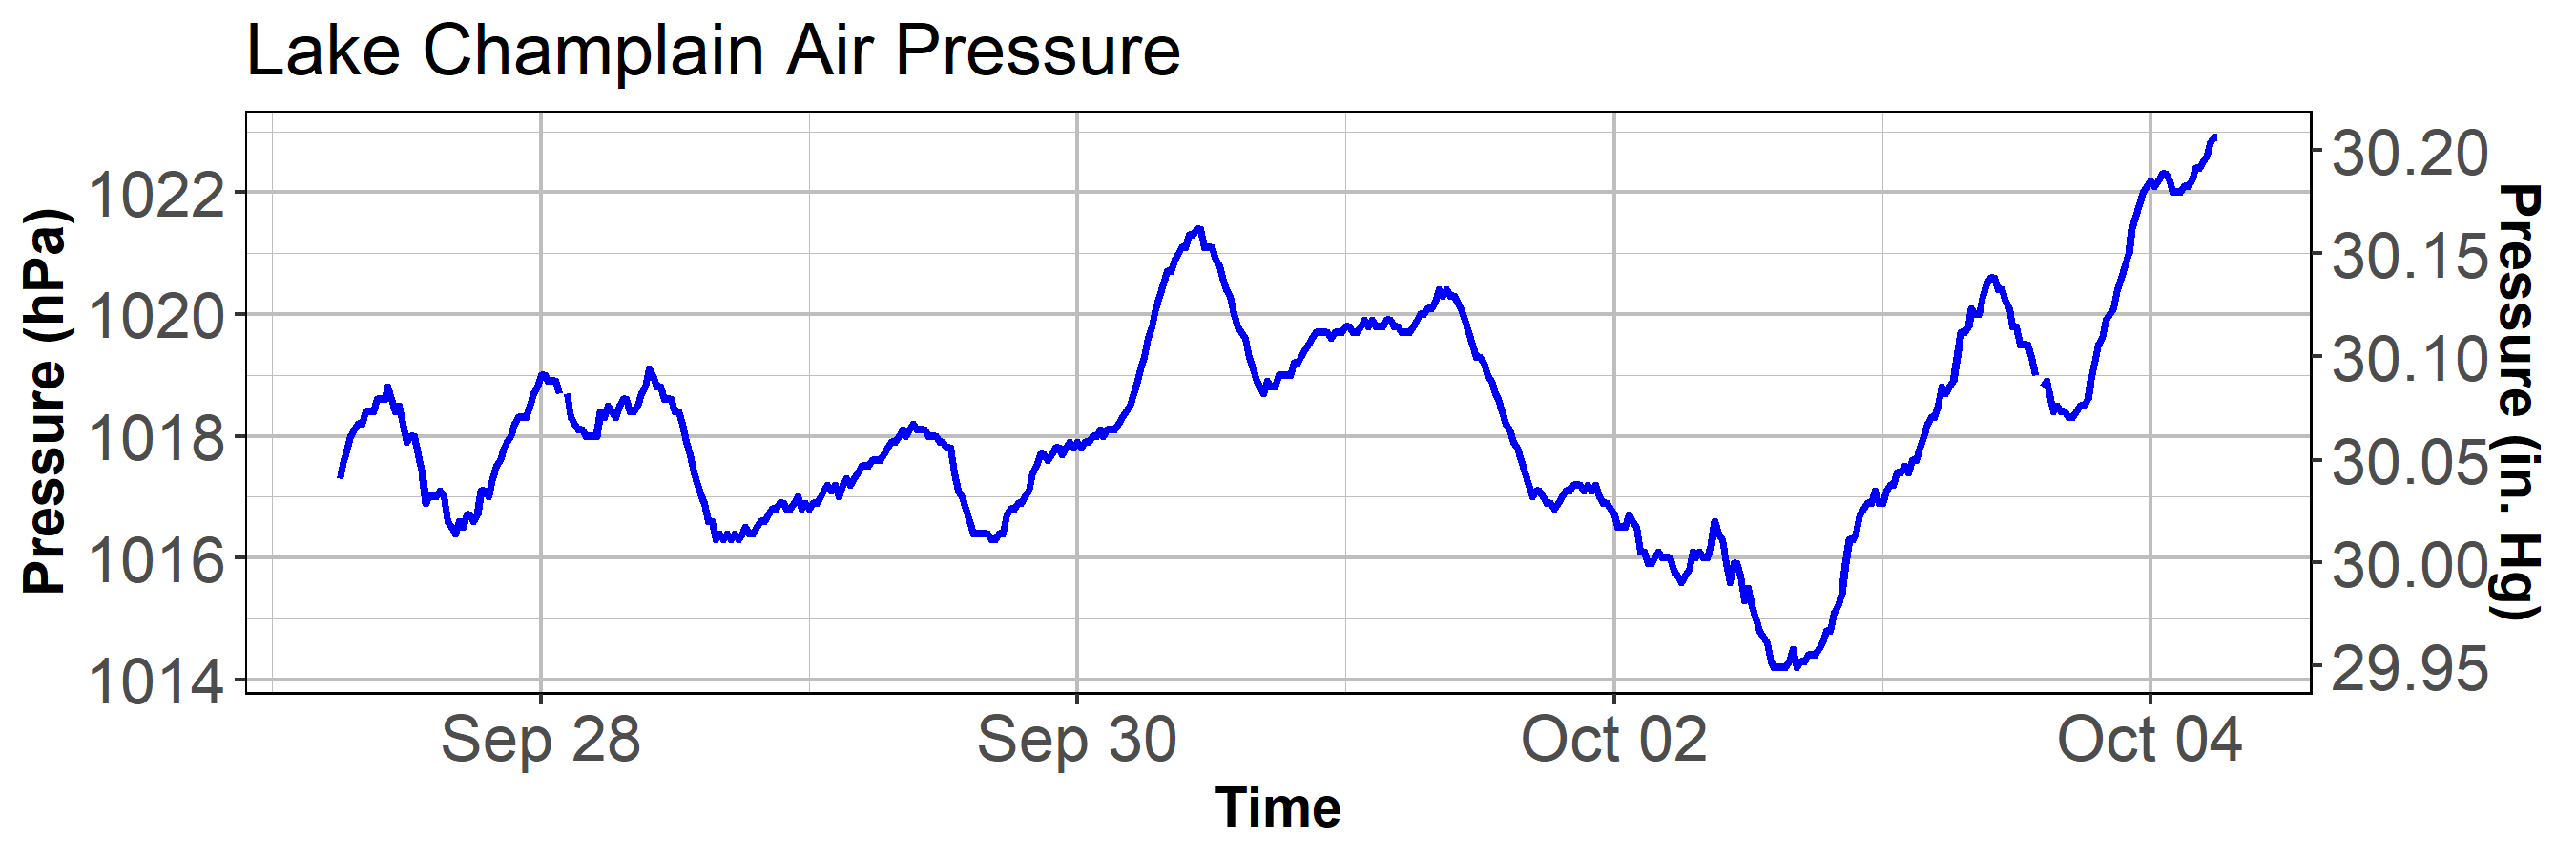 Lake Champlain Air Pressure
Pressure (hPa)
1022
1020
1018
1016
1014
30.20
30.15
30.10
30.05
30.00
29.95
Pressure (in. Hg)
Sep 28
Sep 30
Oct 02
Oct 04
Time